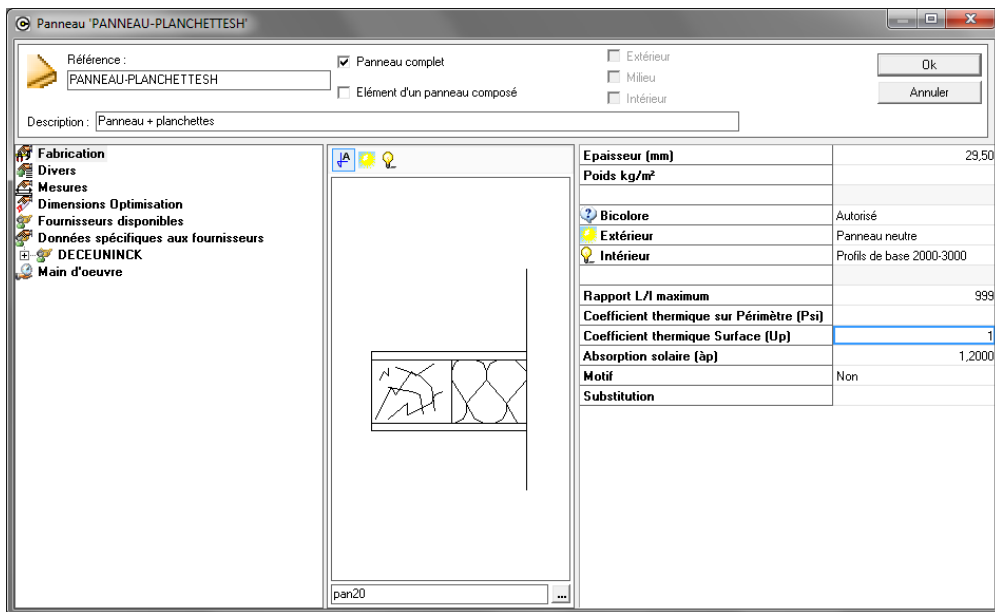 Panneau 'PANNEAU-PLANCHETTESH'
Référence :
PANNEAU-PLANCHETTESH
Panneau complet
Elément d'un panneau composé
Extérieur
Milieu
Intérieur
Ok
Annuler
Description : Panneau + planchettes
Fabrication
Divers
Mesures
Dimensions Optimisation
Fournisseurs disponibles
Données spécifiques aux fournisseurs
DECEUNINCK
Main d'oeuvre
A
pan20
...
Epaisseur (mm) 29,50
Poids kg/m²
Bicolore Autorisé
Extérieur Panneau neutre
Intérieur Profils de base 2000-3000
Rapport L/l maximum 999
Coefficient thermique sur Périmètre (Psi)
Coefficient thermique Surface (Up) 1
Absorption solaire (àp) 1,2000
Motif Non
Substitution